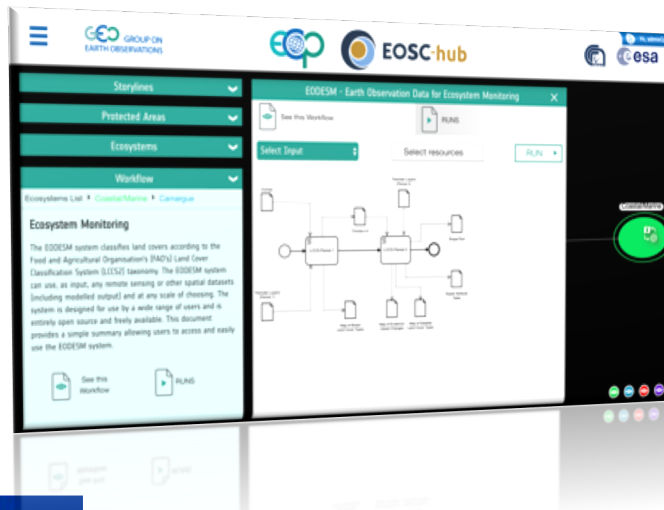 GEO GROUP ON
EARTH OBSERVATIONS
ECP
EOSC-hub
esa
Storylines
Protected Areas
Ecosystems
Workflow
Ecosystems List Coastal/Marine Camargue
Ecosystem Monitoring
The EODESM system classifies land covers according to the
Food and Agricultural Organisation's (FAO's) Land Cover
Classification System (LCCS2) taxonomy. The EODESM system
can use, as input, any remote sensing or other spatial datasets
(including modelled output) and at any scale of choosing. The
system is designed for use by a wide range of users and is
entirely open source and freely available. This document
provides a simple summary allowing users to access and easily
use the EODESM system.
See this
Workflow
RUNS
EODESM - Earth Observation Data for Ecosystem Monitoring
See this Workflow
RUNS
Select Input
Select resources
RUN
Coastal/Marine